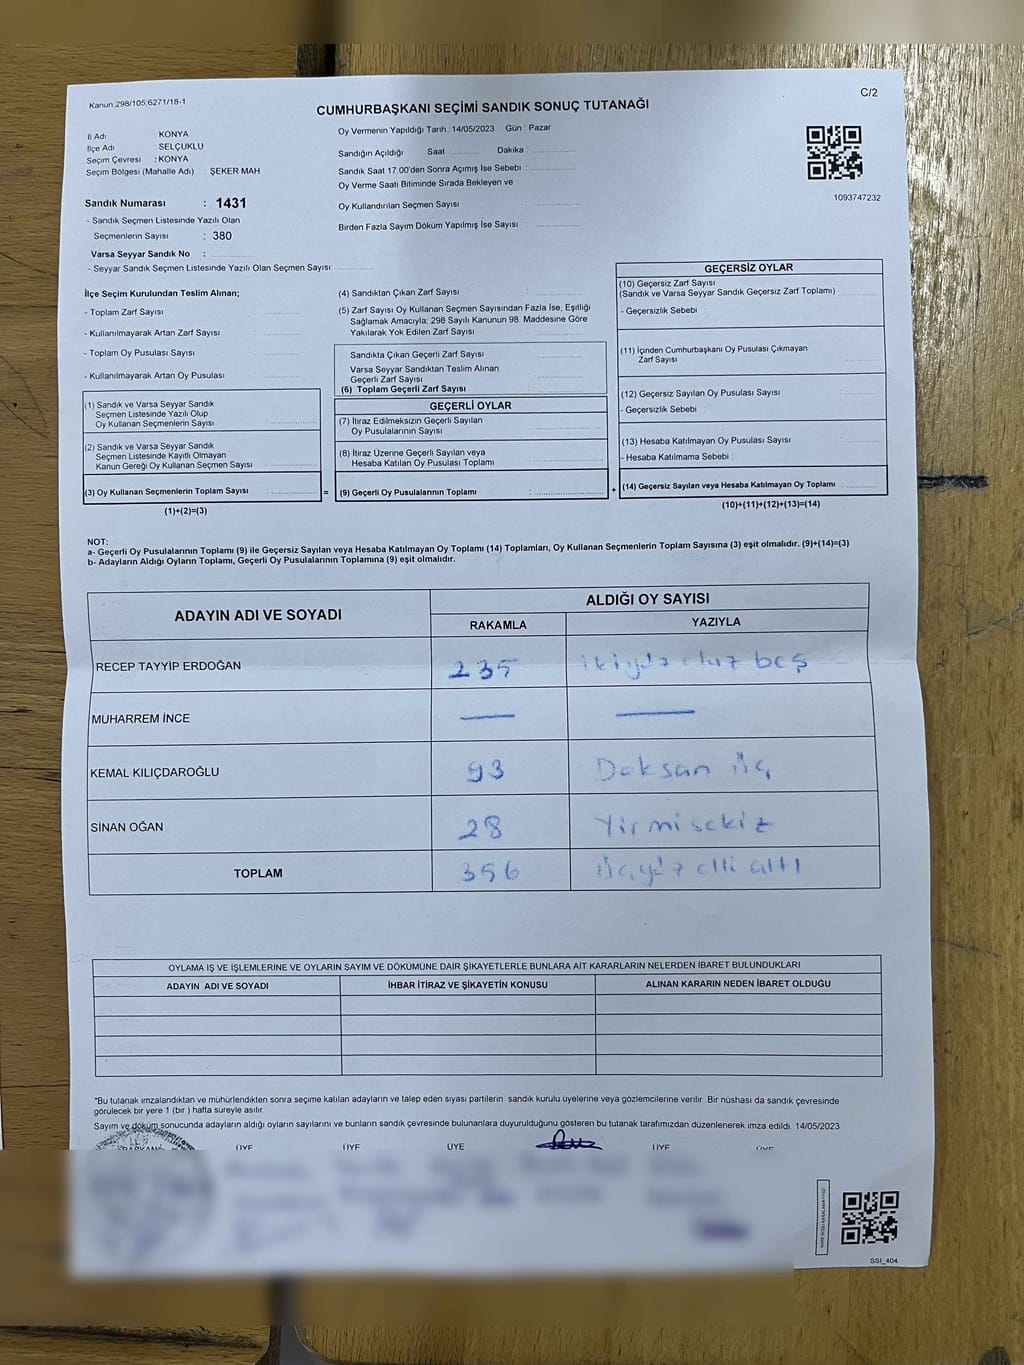 Kanun:298/105;6271/18-1
C/2
CUMHURBAŞKANI SEÇİMİ SANDIK SONUÇ TUTANAĞI
İl Adı : KONYA
İlçe Adı : SELÇUKLU
Seçim Çevresi : KONYA
Seçim Bölgesi (Mahalle Adı) : ŞEKER MAH
Sandık Numarası : 1431
- Sandık Seçmen Listesinde Yazılı Olan
Seçmenlerin Sayısı : 380
Varsa Seyyar Sandık No :
- Seyyar Sandık Seçmen Listesinde Yazılı Olan Seçmen Sayısı:
Oy Vermenin Yapıldığı Tarih : 14/05/2023 Gün : Pazar
Sandığın Açıldığı Saat Dakika :
Sandık Saat 17:00'den Sonra Açımış İse Sebebi :
Oy Verme Saati Bitiminde Sırada Bekleyen ve
Oy Kullandırılan Seçmen Sayısı :
Birden Fazla Sayım Döküm Yapılmış İse Sayısı :
1093747232
İlçe Seçim Kurulundan Teslim Alınan;
- Toplam Zarf Sayısı :
- Kullanılmayarak Artan Zarf Sayısı :
- Toplam Oy Pusulası Sayısı :
- Kullanılmayarak Artan Oy Pusulası :
(1) Sandık ve Varsa Seyyar Sandık
Seçmen Listesinde Yazılı Olup
Oy Kullanan Seçmenlerin Sayısı :
(2) Sandık ve Varsa Seyyar Sandık
Seçmen Listesinde Kayıtlı Olmayan
Kanun Gereği Oy Kullanan Seçmen Sayısı :
(3) Oy Kullanan Seçmenlerin Toplam Sayısı : =
(1)+(2)=(3)
(4) Sandıktan Çıkan Zarf Sayısı :
(5) Zarf Sayısı Oy Kullanan Seçmen Sayısından Fazla İse, Eşitliği
Sağlamak Amacıyla; 298 Sayılı Kanunun 98. Maddesine Göre
Yakılarak Yok Edilen Zarf Sayısı :
Sandıkta Çıkan Geçerli Zarf Sayısı :
Varsa Seyyar Sandıktan Teslim Alınan
Geçerli Zarf Sayısı :
(6) Toplam Geçerli Zarf Sayısı :
GEÇERLİ OYLAR
(7) İtiraz Edilmeksizin Geçerli Sayılan
Oy Pusulalarının Sayısı :
(8) İtiraz Üzerine Geçerli Sayılan veya
Hesaba Katılan Oy Pusulası Toplamı :
(9) Geçerli Oy Pusulalarının Toplamı : +
GEÇERSİZ OYLAR
(10) Geçersiz Zarf Sayısı
(Sandık ve Varsa Seyyar Sandık Geçersiz Zarf Toplamı) :
- Geçersizlik Sebebi :
(11) İçinden Cumhurbaşkanı Oy Pusulası Çıkmayan
Zarf Sayısı :
(12) Geçersiz Sayılan Oy Pusulası Sayısı :
- Geçersizlik Sebebi :
(13) Hesaba Katılmayan Oy Pusulası Sayısı :
- Hesaba Katılmama Sebebi :
(14) Geçersiz Sayılan veya Hesaba Katılmayan Oy Toplamı :
(10)+(11)+(12)+(13)=(14)
NOT:
a- Geçerli Oy Pusulalarının Toplamı (9) ile Geçersiz Sayılan veya Hesaba Katılmayan Oy Toplamı (14) Toplamları, Oy Kullanan Seçmenlerin Toplam Sayısına (3) eşit olmalıdır. (9)+(14)=(3)
b- Adayların Aldığı Oyların Toplamı, Geçerli Oy Pusulalarının Toplamına (9) eşit olmalıdır.
ADAYIN ADI VE SOYADI ALDIĞI OY SAYISI
RAKAMLA YAZIYLA
RECEP TAYYİP ERDOĞAN 235 ikiyüz otuz beş
MUHARREM İNCE — —
KEMAL KILIÇDAROĞLU 93 Doksan üç
SİNAN OĞAN 28 Yirmi sekiz
TOPLAM 356 üçyüz elli altı
OYLAMA İŞ VE İŞLEMLERİNE VE OYLARIN SAYIM VE DÖKÜMÜNE DAİR ŞİKAYETLERLE BUNLARA AİT KARARLARIN NELERDEN İBARET BULUNDUKLARI
ADAYIN ADI VE SOYADI İHBAR İTİRAZ VE ŞİKAYETİN KONUSU ALINAN KARARIN NEDEN İBARET OLDUĞU
*Bu tutanak imzalandıktan ve mühürlendikten sonra seçime katılan adayların ve talep eden siyasi partilerin sandık kurulu üyelerine veya gözlemcilerine verilir. Bir nüshası da sandık çevresinde
görülecek bir yere 1 (bir) hafta süreyle asılır.
Sayım ve döküm sonucunda adayların aldığı oyların sayılarını ve bunların sandık çevresinde bulunanlara duyurulduğunu gösteren bu tutanak tarafımızdan düzenlenerek imza edildi. 14/05/2023
BAŞKAN ÜYE ÜYE ÜYE ÜYE ÜYE
SSI_404